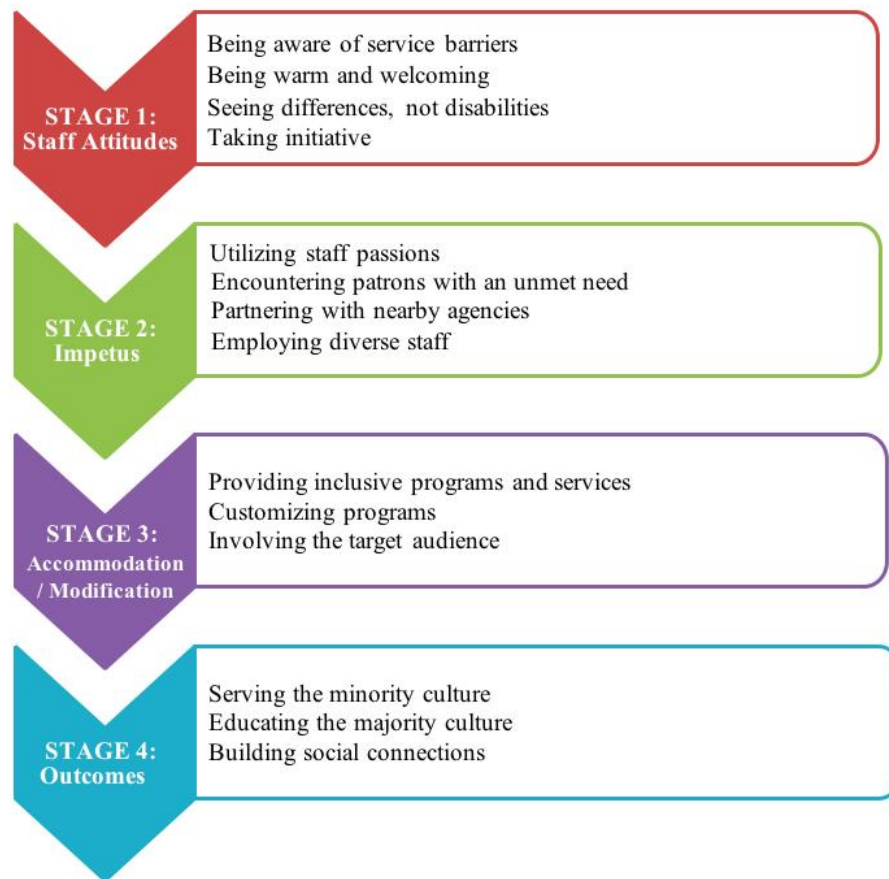 STAGE 1:
Staff Attitudes
Being aware of service barriers
Being warm and welcoming
Seeing differences, not disabilities
Taking initiative
STAGE 2:
Impetus
Utilizing staff passions
Encountering patrons with an unmet need
Partnering with nearby agencies
Employing diverse staff
STAGE 3:
Accommodation
/ Modification
Providing inclusive programs and services
Customizing programs
Involving the target audience
STAGE 4:
Outcomes
Serving the minority culture
Educating the majority culture
Building social connections